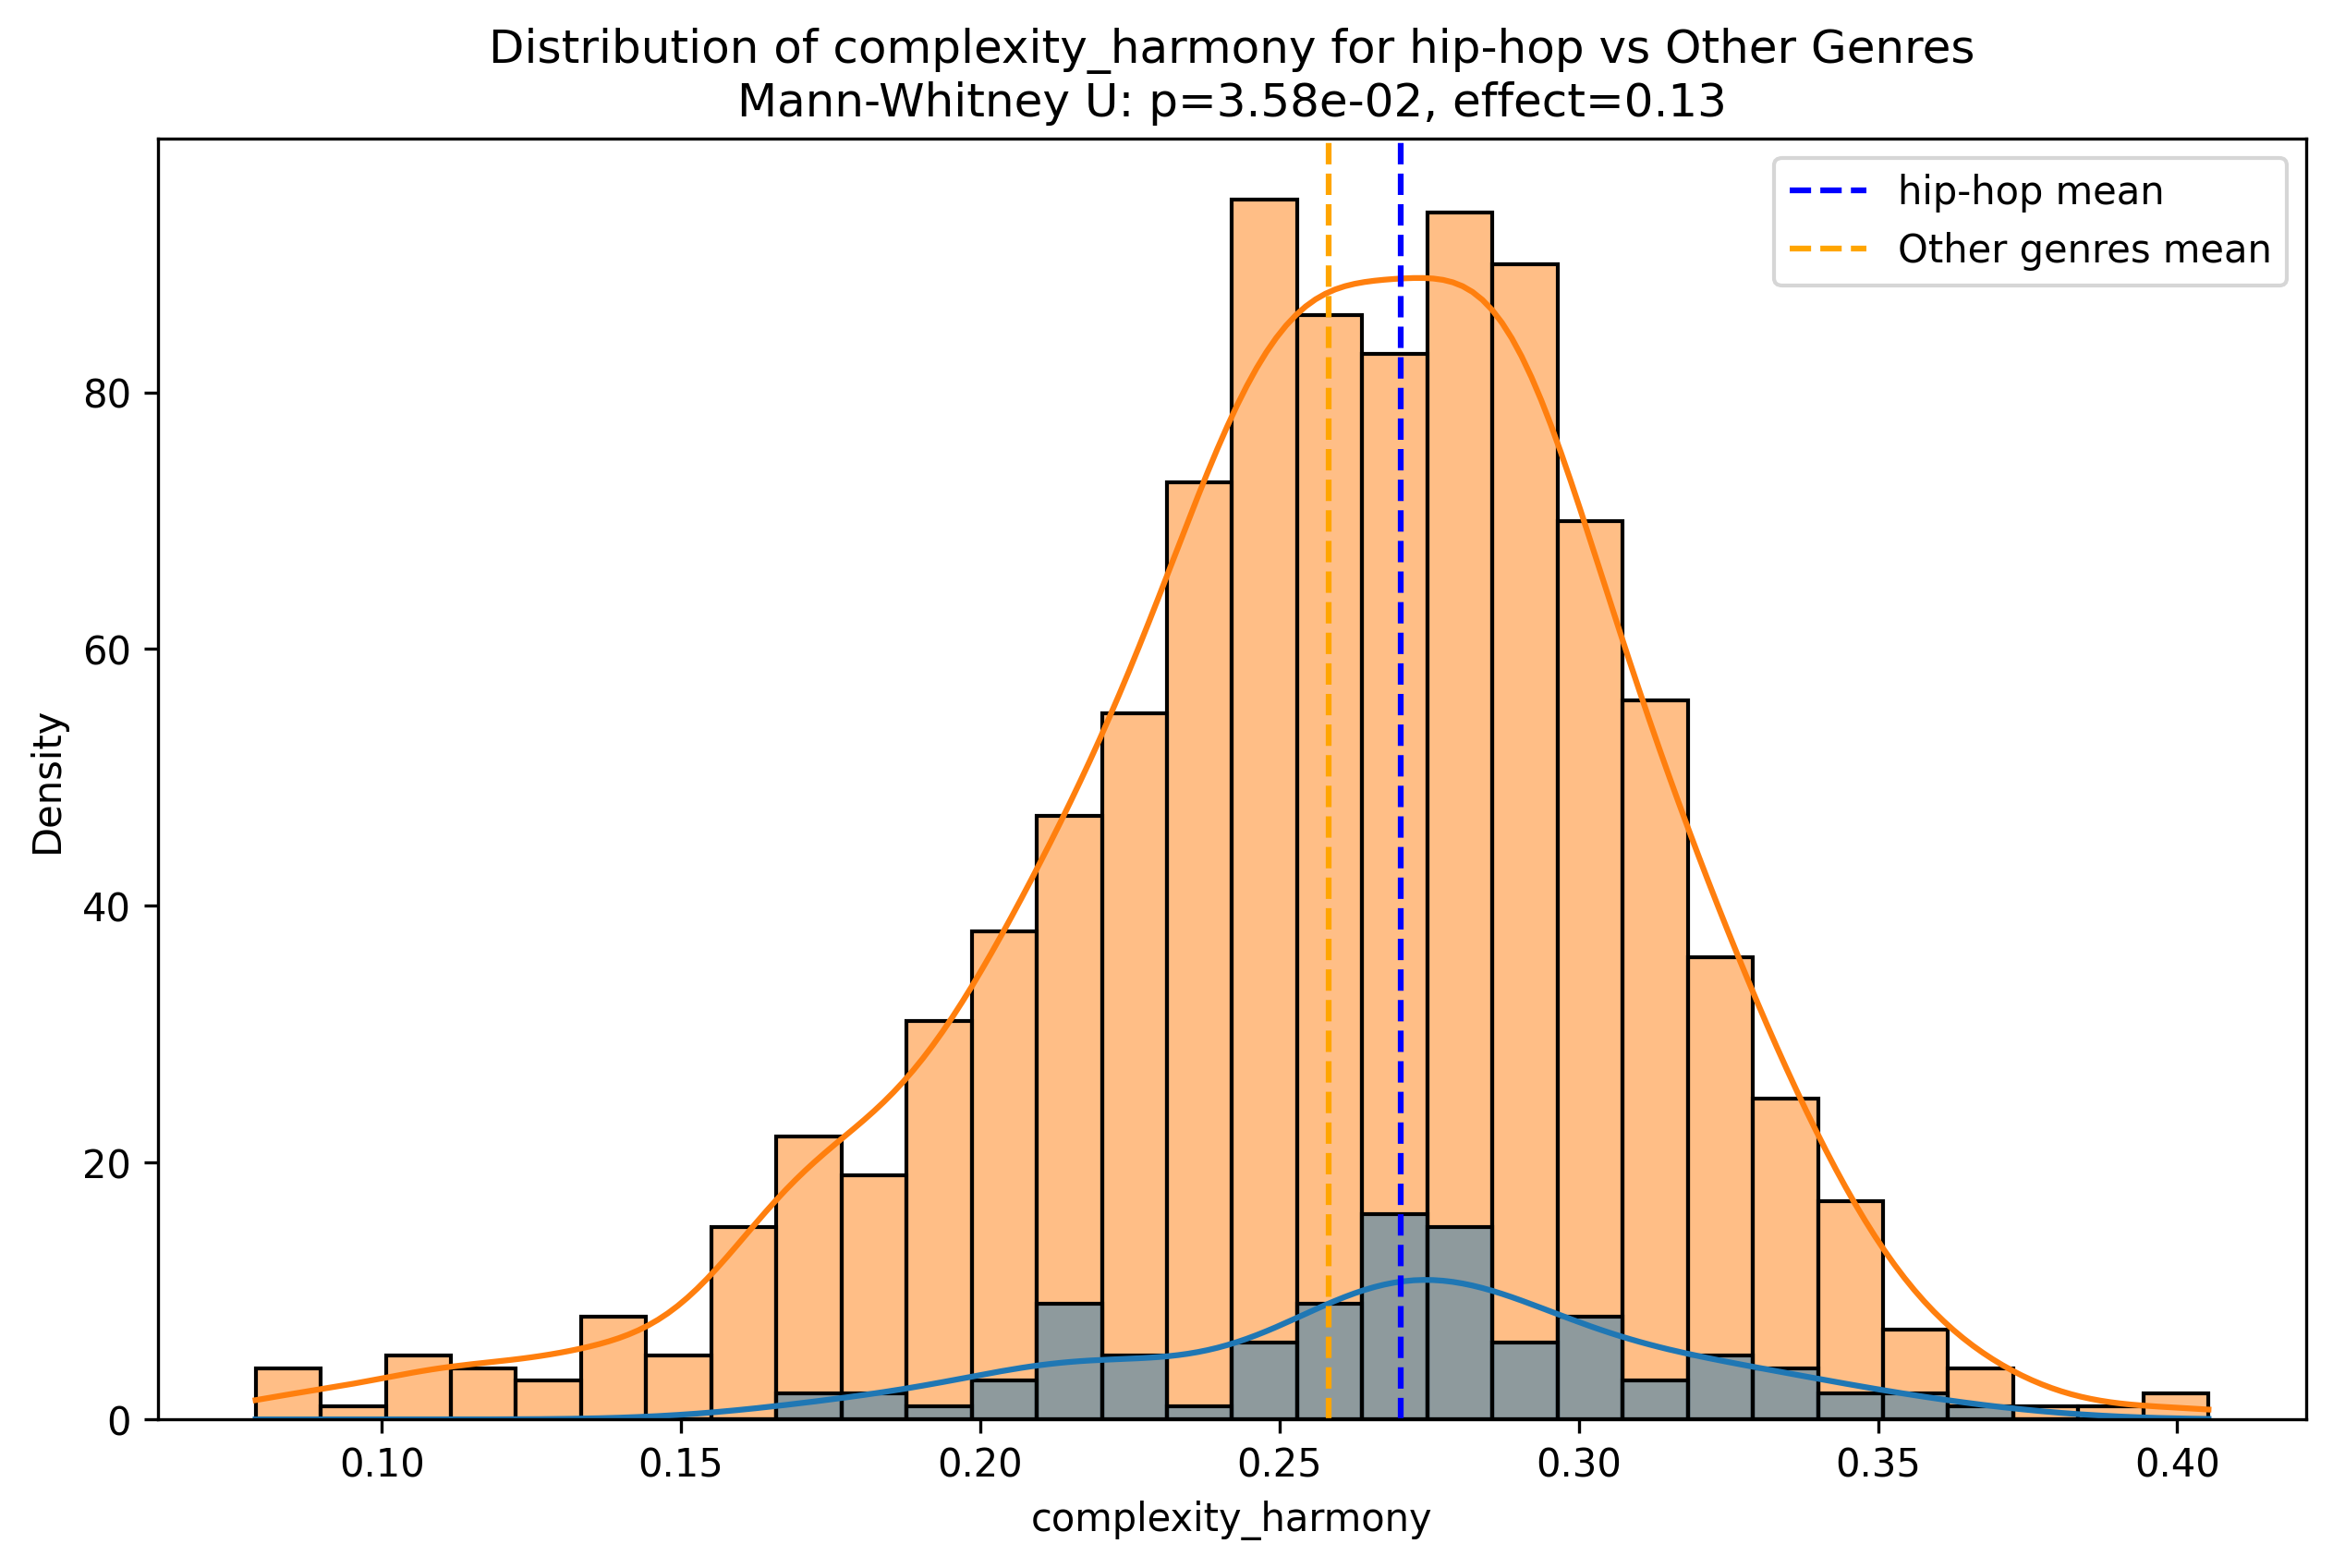 Distribution of complexity_harmony for hip-hop vs Other Genres
Mann-Whitney U: p=3.58e-02, effect=0.13
hip-hop mean
Other genres mean
Density
80
60
40
20
0
0.10 0.15 0.20 0.25 0.30 0.35 0.40
complexity_harmony